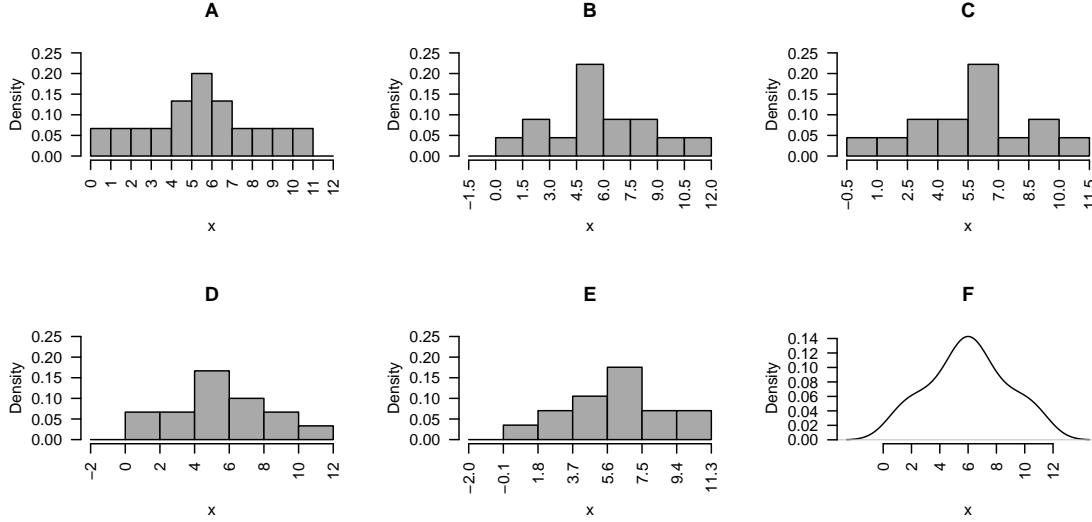 A
Density
0.25
0.20
0.15
0.10
0.05
0.00
0 1 2 3 4 5 6 7 8 9 10 11 12
x
B
Density
0.25
0.20
0.15
0.10
0.05
0.00
−1.5 0.0 1.5 3.0 4.5 6.0 7.5 9.0 10.5 12.0
x
C
Density
0.25
0.20
0.15
0.10
0.05
0.00
−0.5 1.0 2.5 4.0 5.5 7.0 8.5 10.0 11.5
x
D
Density
0.25
0.20
0.15
0.10
0.05
0.00
−2 0 2 4 6 8 10 12
x
E
Density
0.25
0.20
0.15
0.10
0.05
0.00
−2.0 −0.1 1.8 3.7 5.6 7.5 9.4 11.3
x
F
Density
0.14
0.12
0.10
0.08
0.06
0.04
0.02
0.00
0 2 4 6 8 10 12
x